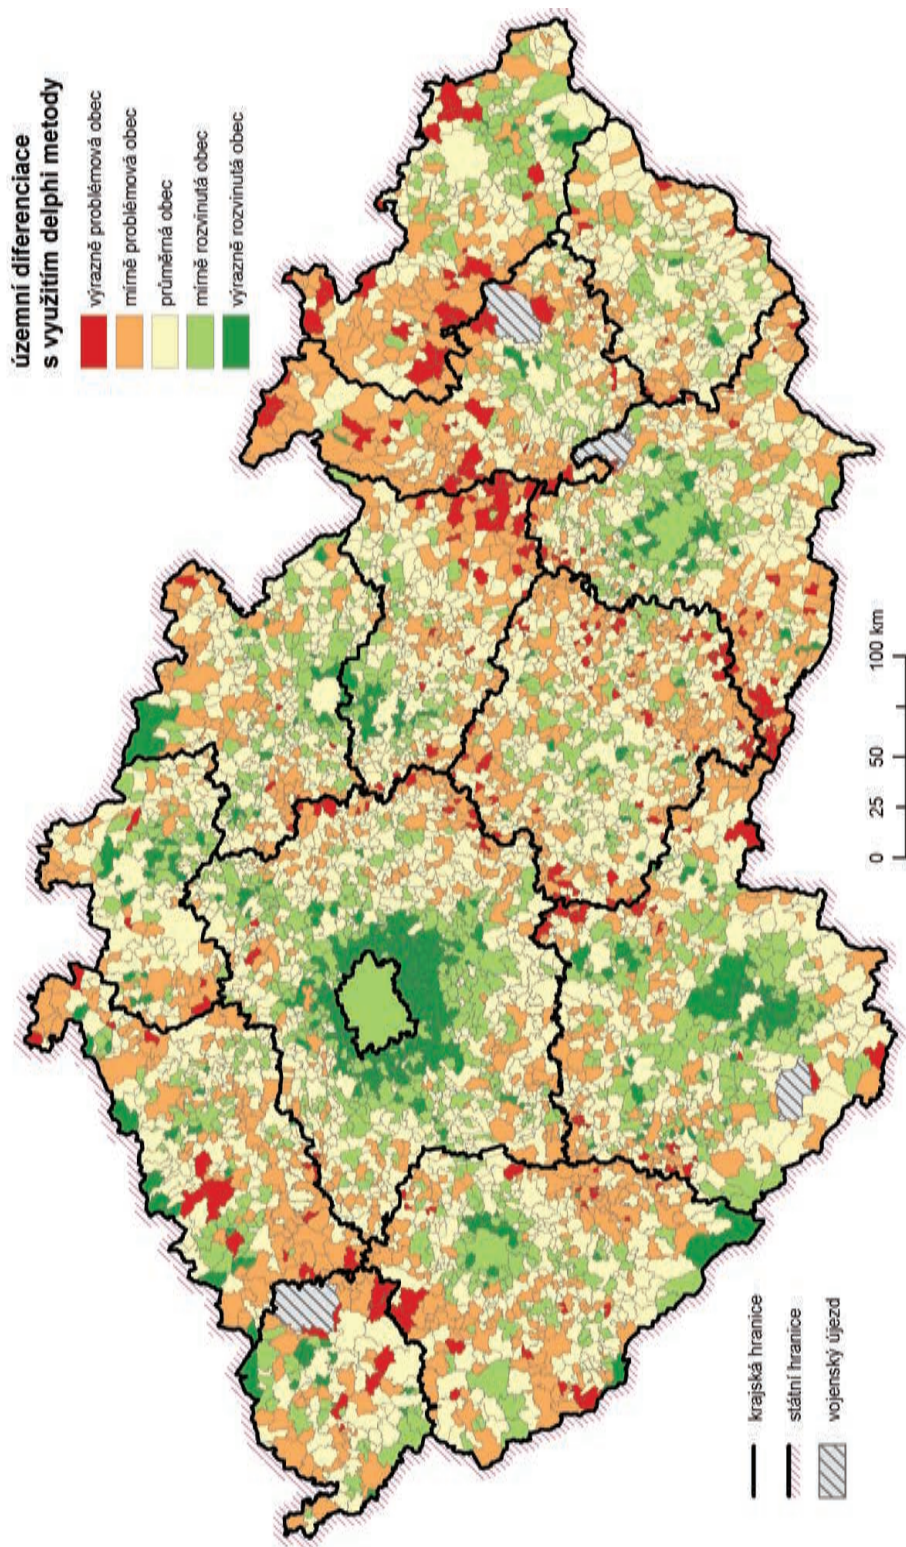 územní diferenciace
s využitím delphi metody
výrazně problémová obec
mírně problémová obec
průměrná obec
mírně rozvinutá obec
výrazně rozvinutá obec
krajská hranice
státní hranice
vojenský újezd
0 25 50 100 km